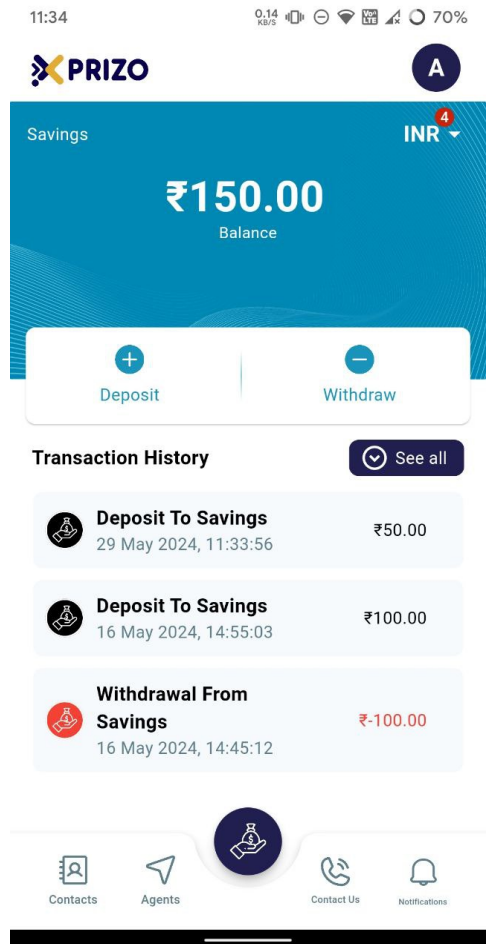 11:34
0.14 KB/S
Vo» LTE
70%
PRIZO
A
Savings
INR
4
₹150.00
Balance
Deposit
Withdraw
Transaction History
See all
Deposit To Savings
29 May 2024, 11:33:56
₹50.00
Deposit To Savings
16 May 2024, 14:55:03
₹100.00
Withdrawal From
Savings
16 May 2024, 14:45:12
₹-100.00
Contacts
Agents
Contact Us
Notifications